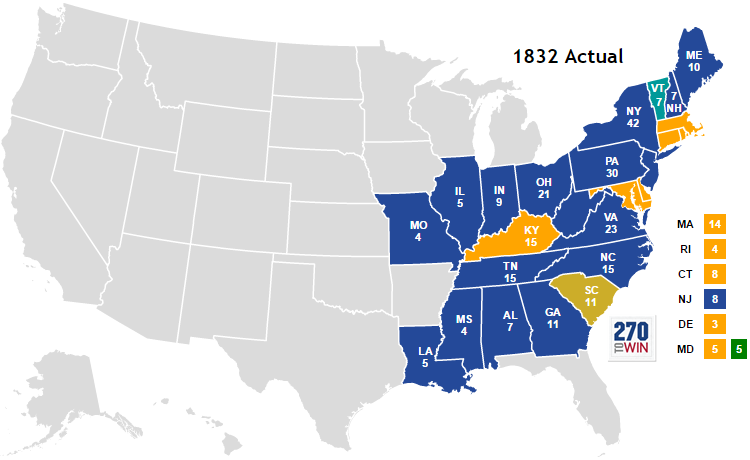 1832 Actual
ME
10
VT
7
7
NH
NY
42
PA
30
OH
21
IN
9
IL
5
MO
4
KY
15
VA
23
NC
15
TN
15
SC
11
GA
11
AL
7
MS
4
LA
5
MA 14
RI 4
CT 8
NJ 8
DE 3
MD 5 5
270
TO
WIN